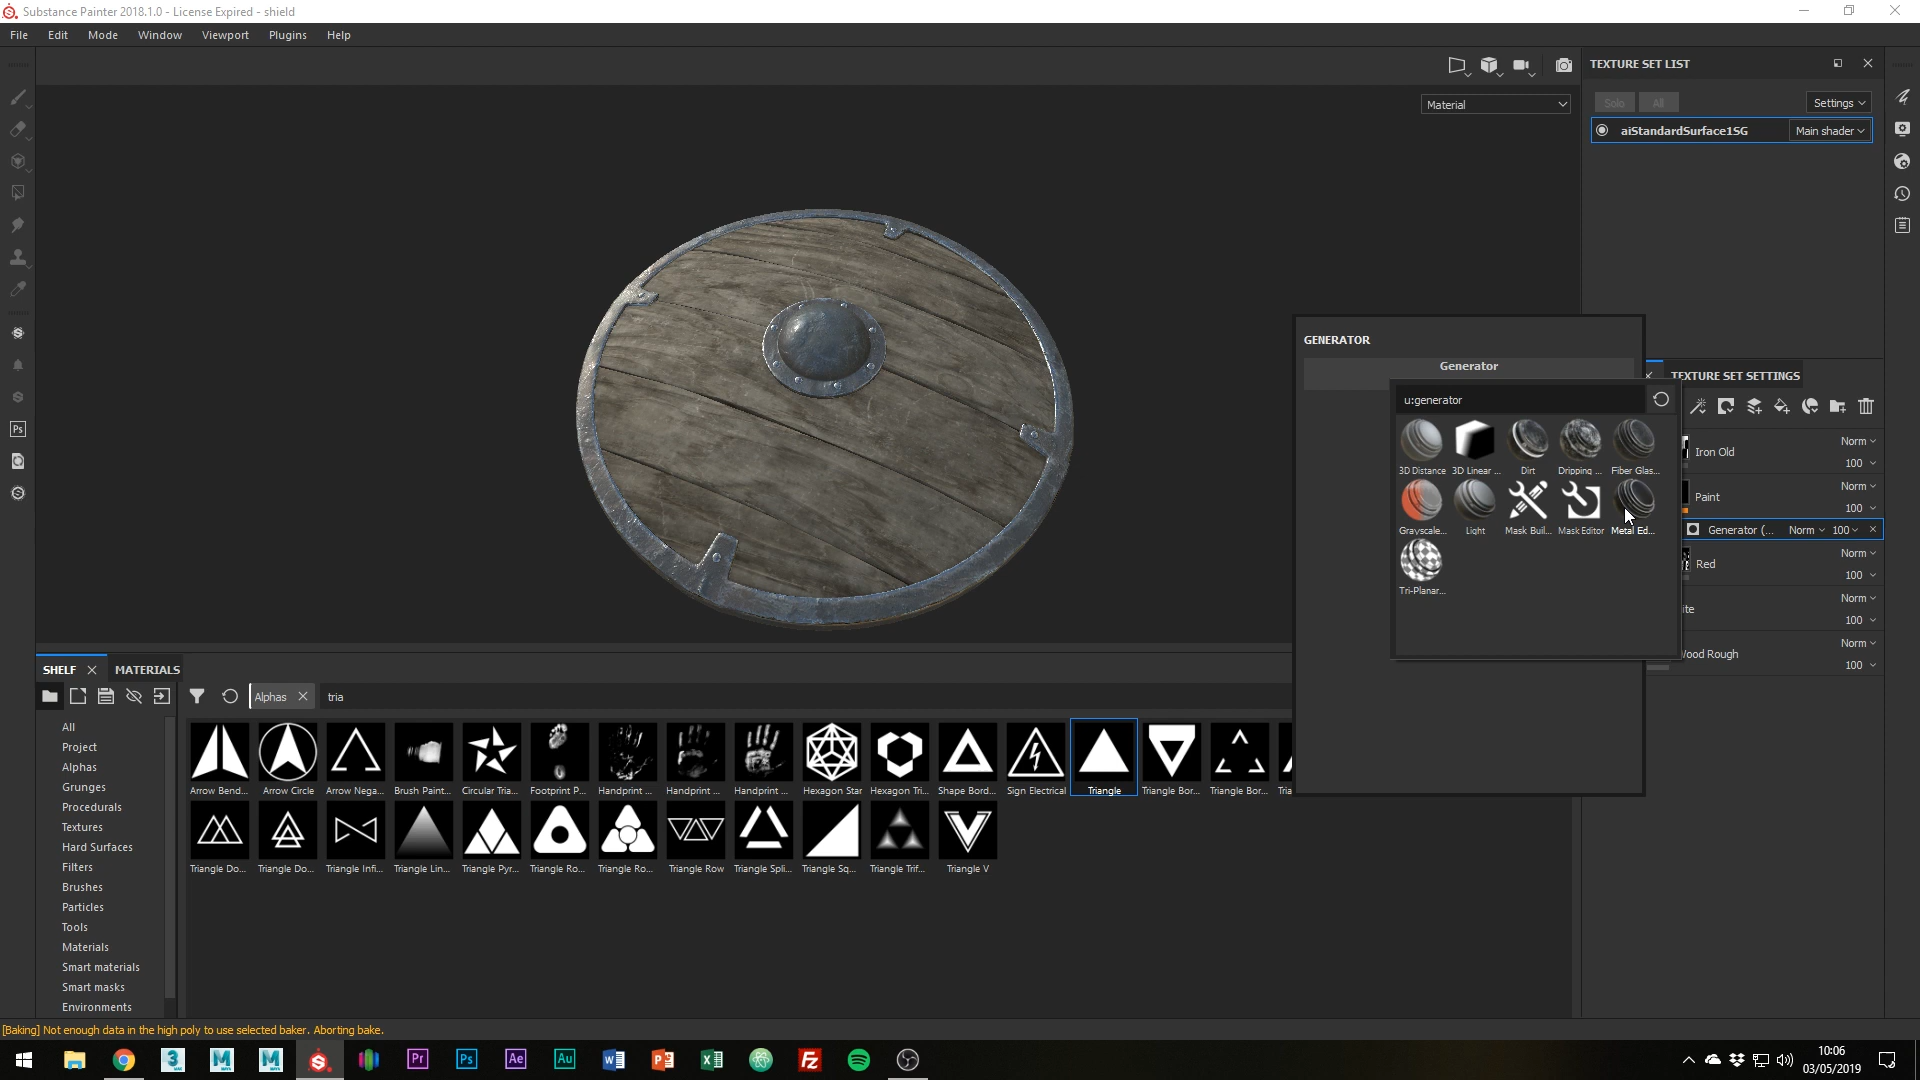 Substance Painter 2018.1.0 - License Expired - shield
File Edit Mode Window Viewport Plugins Help
Material
TEXTURE SET LIST
Solo All Settings
aiStandardSurface1SG Main shader
GENERATOR
Generator
u:generator
3D Distance 3D Linear ... Dirt Dripping ... Fiber Glas...
Grayscale... Light Mask Buil... Mask Editor Metal Ed...
Tri-Planar...
TEXTURE SET SETTINGS
Norm
Iron Old
100
Norm
Paint
100
Generator (... Norm 100
Norm
Red
100
Norm
ite
100
Norm
ood Rough
100
SHELF MATERIALS
Alphas tria
All
Project
Alphas
Grunges
Procedurals
Textures
Hard Surfaces
Filters
Brushes
Particles
Tools
Materials
Smart materials
Smart masks
Environments
Arrow Bend... Arrow Circle Arrow Nega... Brush Paint... Circular Tria... Footprint P... Handprint ... Handprint ... Handprint ... Hexagon Star Hexagon Tri... Shape Bord... Sign Electrical Triangle Triangle Bor... Triangle Bor... Tria
Triangle Do... Triangle Do... Triangle Infi... Triangle Lin... Triangle Pyr... Triangle Ro... Triangle Ro... Triangle Row Triangle Spli... Triangle Sq... Triangle Trif... Triangle V
[Baking] Not enough data in the high poly to use selected baker. Aborting bake.
10:06
03/05/2019